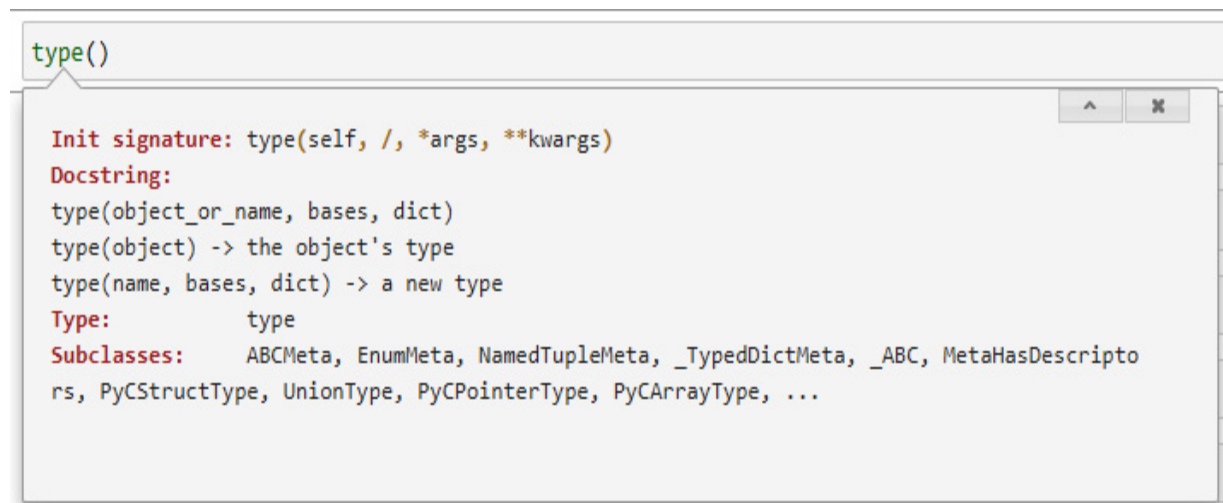 type()
Init signature: type(self, /, *args, **kwargs)
Docstring:
type(object_or_name, bases, dict)
type(object) -> the object's type
type(name, bases, dict) -> a new type
Type: type
Subclasses: ABCMeta, EnumMeta, NamedTupleMeta, _TypedDictMeta, _ABC, MetaHasDescripto
rs, PyCStructType, UnionType, PyCPointerType, PyCArrayType, ...